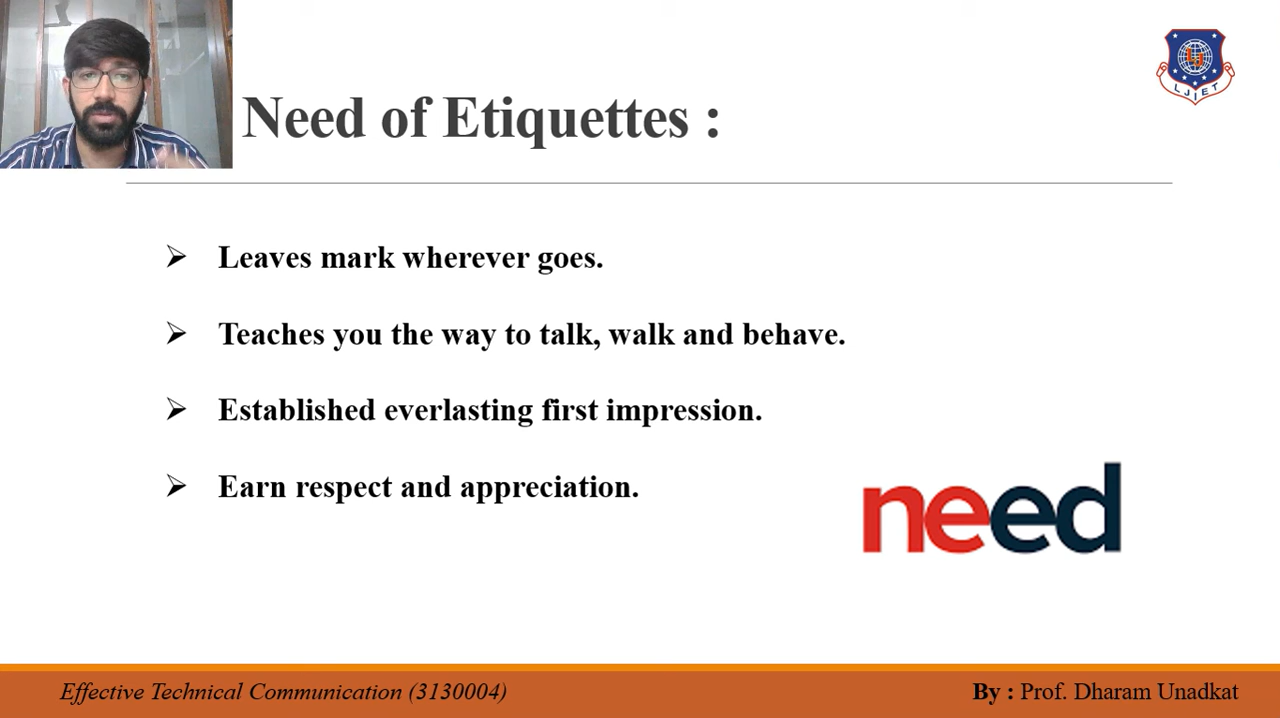 LJIET
Need of Etiquettes :
➢ Leaves mark wherever goes.
➢ Teaches you the way to talk, walk and behave.
➢ Established everlasting first impression.
➢ Earn respect and appreciation.
need
Effective Technical Communication (3130004)
By : Prof. Dharam Unadkat